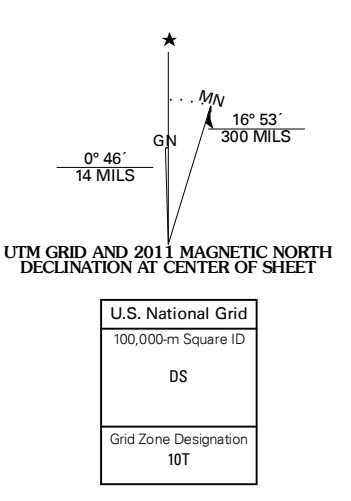 MN
16° 53´
300 MILS
GN
0° 46´
14 MILS
UTM GRID AND 2011 MAGNETIC NORTH
DECLINATION AT CENTER OF SHEET
U.S. National Grid
100,000-m Square ID
DS
Grid Zone Designation
10T